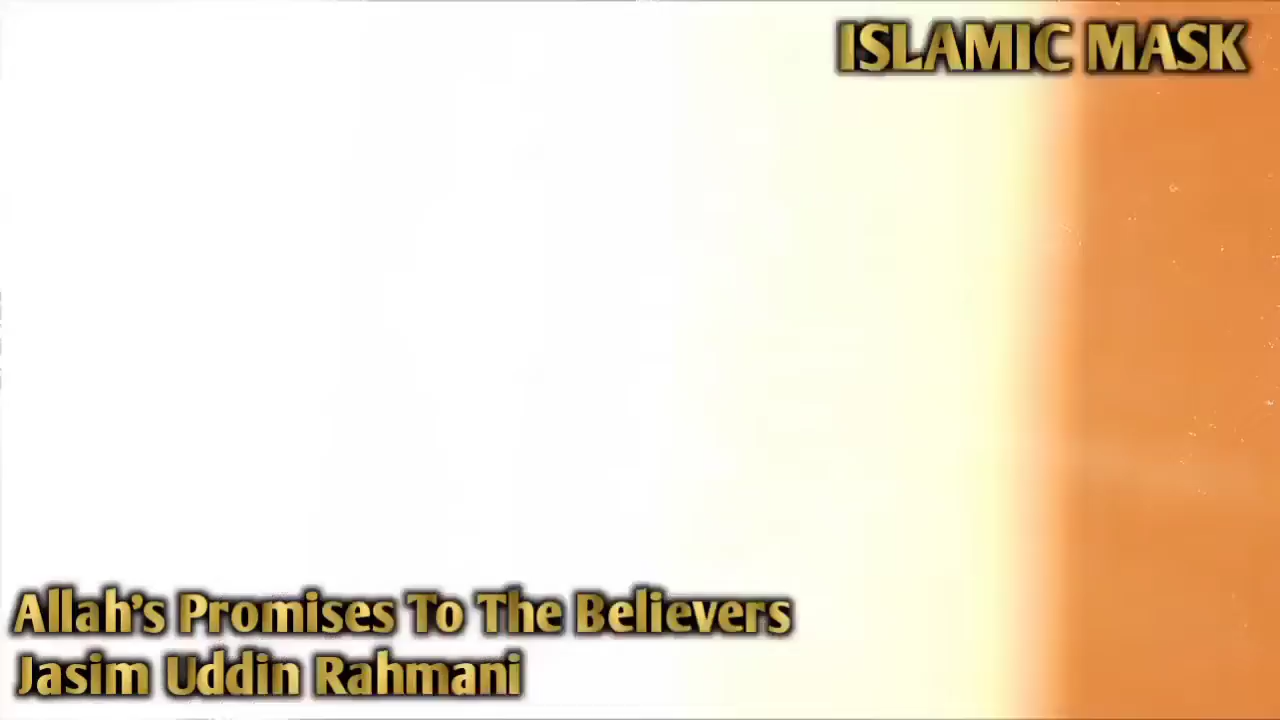 ISLAMIC MASK
Allah's Promises To The Believers
Jasim Uddin Rahmani